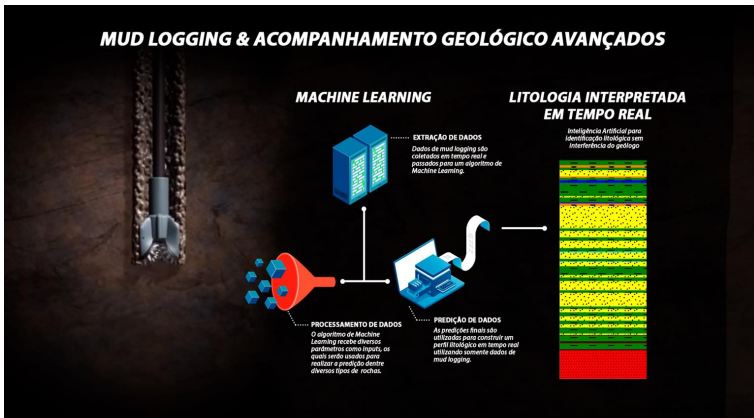 MUD LOGGING & ACOMPANHAMENTO GEOLÓGICO AVANÇADOS
MACHINE LEARNING
LITOLOGIA INTERPRETADA
EM TEMPO REAL
Inteligência Artificial para
identificação litológica sem
interferência do geólogo
EXTRAÇÃO DE DADOS
Dados de mud logging são
coletados em tempo real e
passados para um algoritmo de
Machine Learning.
PROCESSAMENTO DE DADOS
O algoritmo de Machine
Learning recebe diversos
parâmetros como inputs, os
quais serão usados para
realizar a predição dentre
diversos tipos de rochas.
PREDIÇÃO DE DADOS
As predições finais são
utilizadas para construir um
perfil litológico em tempo real
utilizando somente dados de
mud logging.